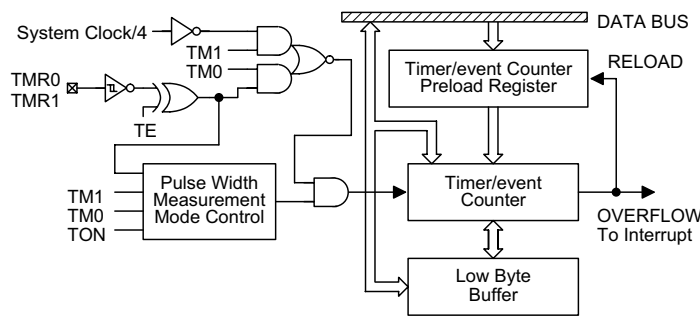 System Clock/4
TM1
TM0
TMR0
TMR1
TE
DATA BUS
Timer/event Counter
Preload Register
RELOAD
TM1
TM0
TON
Pulse Width
Measurement
Mode Control
Timer/event
Counter
OVERFLOW
To Interrupt
Low Byte
Buffer